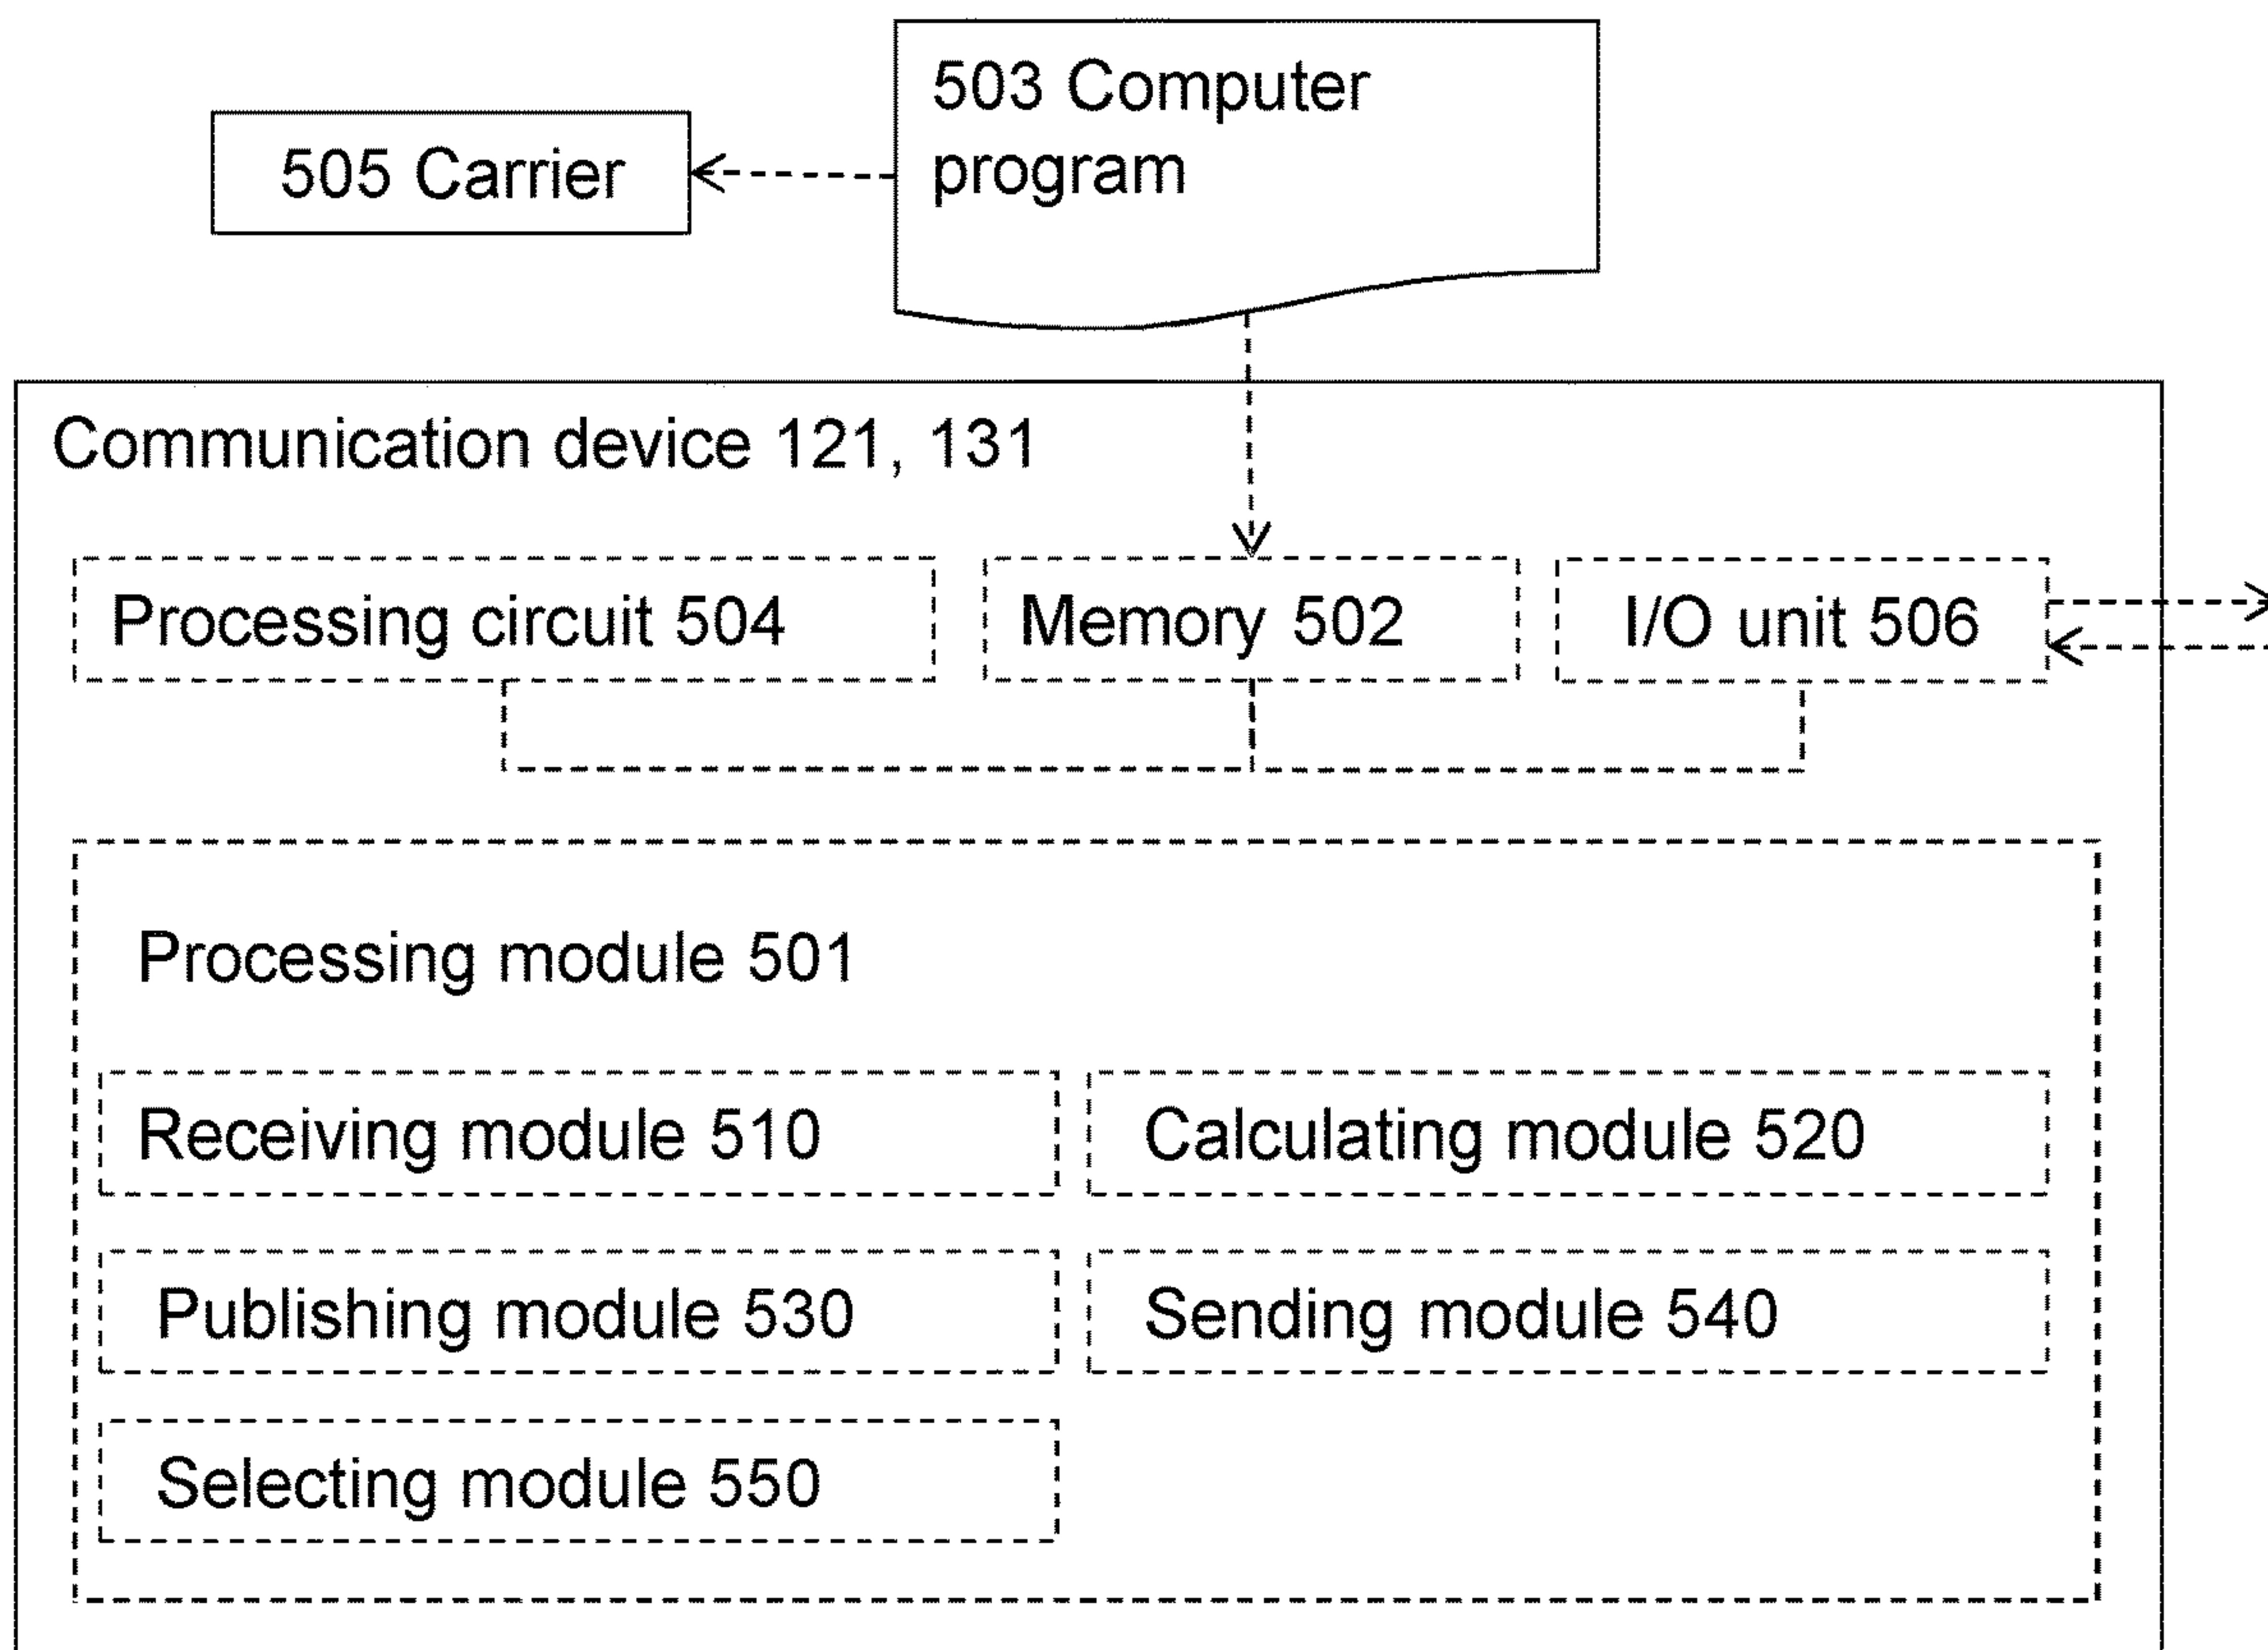 503 Computer
program
505 Carrier
Communication device 121, 131
Processing circuit 504
Memory 502
I/O unit 506
Processing module 501
Receiving module 510
Calculating module 520
Publishing module 530
Sending module 540
Selecting module 550